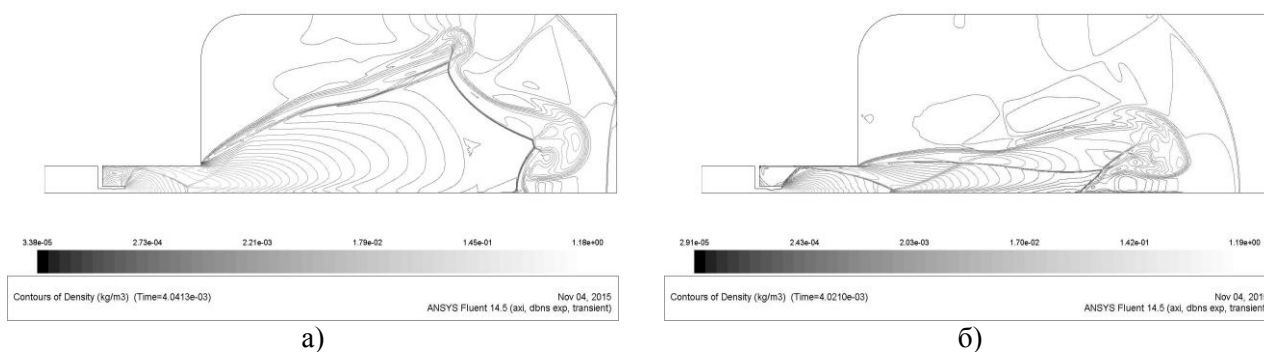 3.38e-05 2.73e-04 2.21e-03 1.79e-02 1.45e-01 1.18e+00
Contours of Density (kg/m3) (Time=4.0413e-03) Nov 04, 2015
ANSYS Fluent 14.5 (axi, dbns exp, transient)
а)
2.91e-05 2.43e-04 2.03e-03 1.70e-02 1.42e-01 1.19e+00
Contours of Density (kg/m3) (Time=4.0210e-03) Nov 04, 2015
ANSYS Fluent 14.5 (axi, dbns exp, transient)
б)